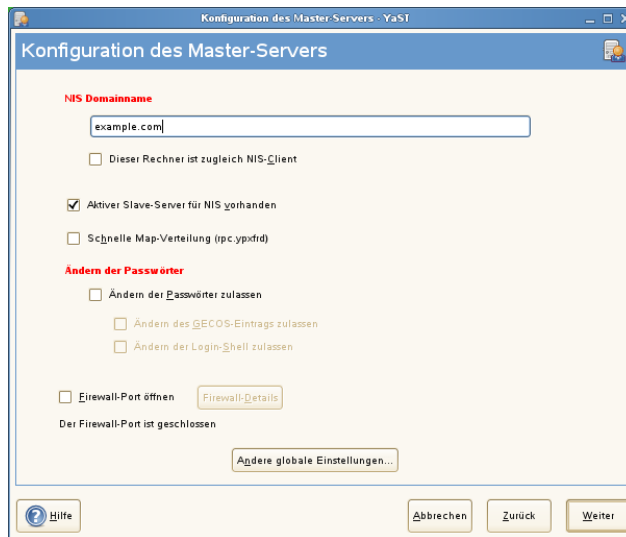 Konfiguration des Master-Servers - YaST
Konfiguration des Master-Servers
NIS Domainname
example.com
Dieser Rechner ist zugleich NIS-Client
Aktiver Slave-Server für NIS vorhanden
Schnelle Map-Verteilung (rpc.ypxfrd)
Ändern der Passwörter
Ändern der Passwörter zulassen
Ändern des GECOS-Eintrags zulassen
Ändern der Login-Shell zulassen
Firewall-Port öffnen Firewall-Details
Der Firewall-Port ist geschlossen
Andere globale Einstellungen...
Hilfe Abbrechen Zurück Weiter